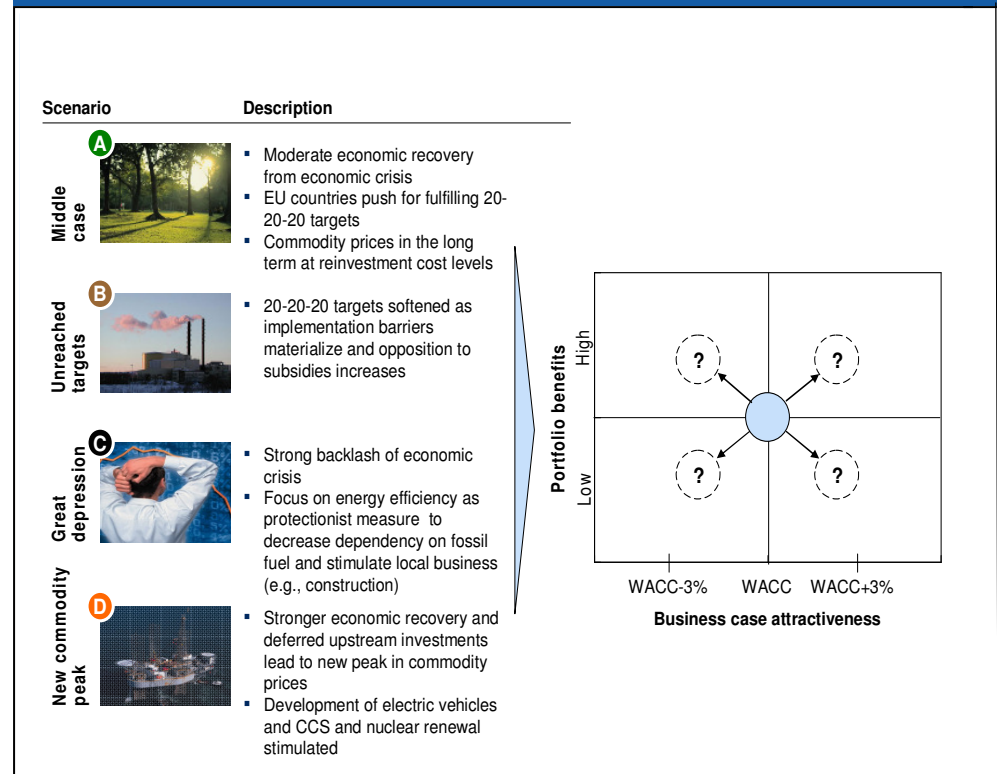 Scenario
Description
A
Middle
case
▪ Moderate economic recovery
from economic crisis
▪ EU countries push for fulfilling 20-
20-20 targets
▪ Commodity prices in the long
term at reinvestment cost levels
B
Unreached
targets
▪ 20-20-20 targets softened as
implementation barriers
materialize and opposition to
subsidies increases
C
Great
depression
▪ Strong backlash of economic
crisis
▪ Focus on energy efficiency as
protectionist measure to
decrease dependency on fossil
fuel and stimulate local business
(e.g., construction)
D
New commodity
peak
▪ Stronger economic recovery and
deferred upstream investments
lead to new peak in commodity
prices
▪ Development of electric vehicles
and CCS and nuclear renewal
stimulated
Portfolio benefits
High
Low
?
?
?
?
WACC-3%
WACC
WACC+3%
Business case attractiveness